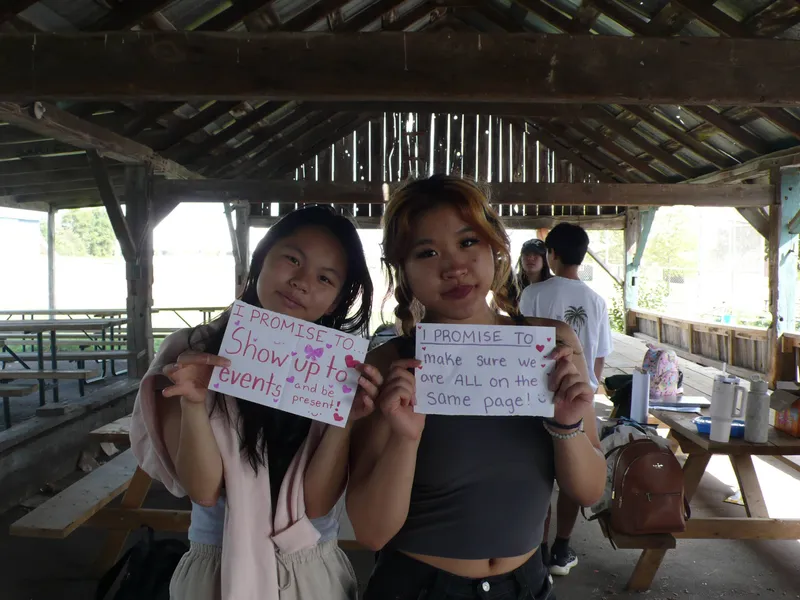 I PROMISE TO...
Show up to
events and be
present!
I PROMISE TO
make sure we
are ALL on the
same page!